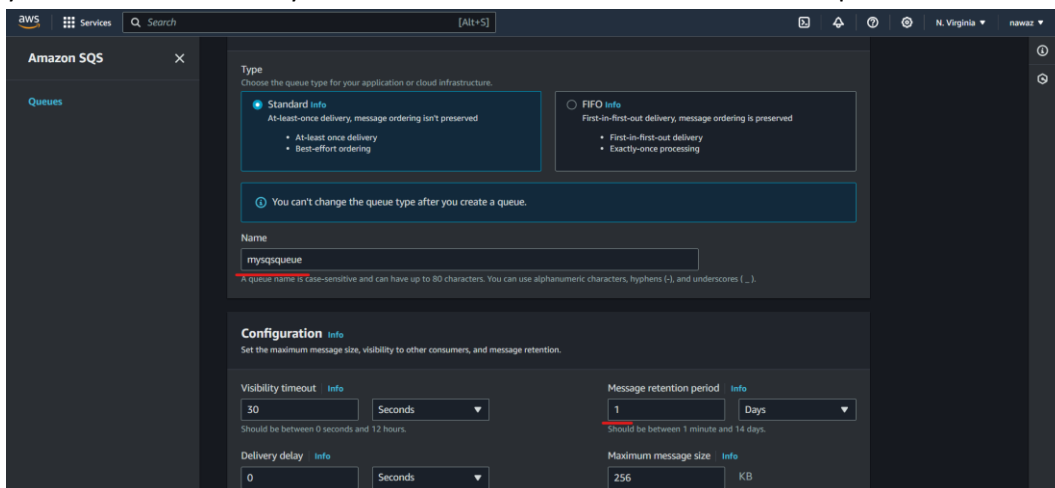 aws Services Search [Alt+S] N. Virginia nawaz
Amazon SQS
Queues
Type
Choose the queue type for your application or cloud infrastructure.
Standard Info
At-least-once delivery, message ordering isn't preserved
• At-least once delivery
• Best-effort ordering
FIFO Info
First-in-first-out delivery, message ordering is preserved
• First-in-first-out delivery
• Exactly-once processing
You can't change the queue type after you create a queue.
Name
mysqsqueue
A queue name is case-sensitive and can have up to 80 characters. You can use alphanumeric characters, hyphens (-), and underscores ( _ ).
Configuration Info
Set the maximum message size, visibility to other consumers, and message retention.
Visibility timeout Info
30 Seconds
Should be between 0 seconds and 12 hours.
Message retention period Info
1 Days
Should be between 1 minute and 14 days.
Delivery delay Info
0 Seconds
Maximum message size Info
256 KB